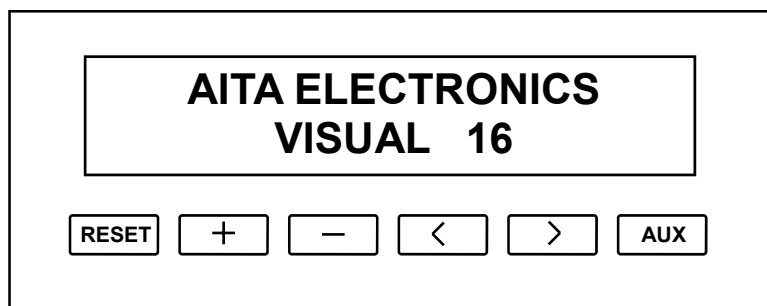 AITA ELECTRONICS
VISUAL 16
RESET + − < > AUX